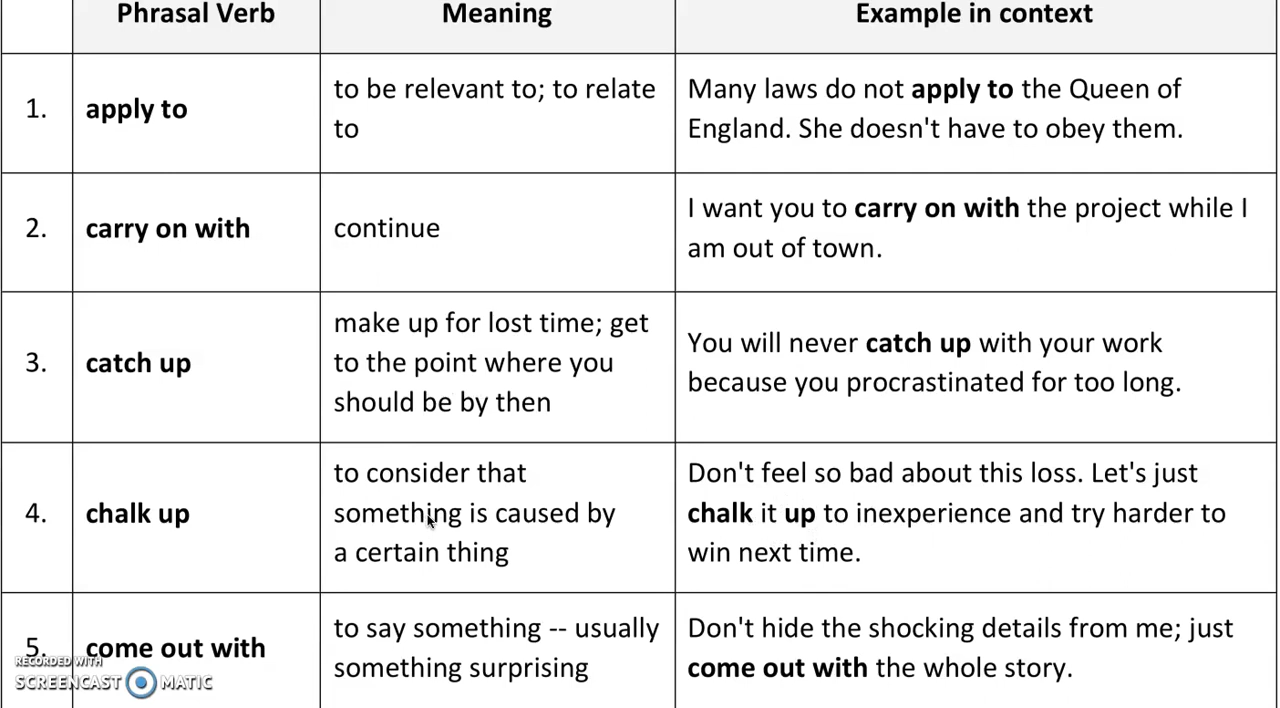 Phrasal Verb Meaning Example in context
1. apply to
to be relevant to; to relate
to
Many laws do not apply to the Queen of
England. She doesn't have to obey them.
2. carry on with
continue
I want you to carry on with the project while I
am out of town.
3. catch up
make up for lost time; get
to the point where you
should be by then
You will never catch up with your work
because you procrastinated for too long.
4. chalk up
to consider that
something is caused by
a certain thing
Don't feel so bad about this loss. Let's just
chalk it up to inexperience and try harder to
win next time.
5. come out with
to say something -- usually
something surprising
Don't hide the shocking details from me; just
come out with the whole story.
RECORDED WITH
SCREENCAST MATIC